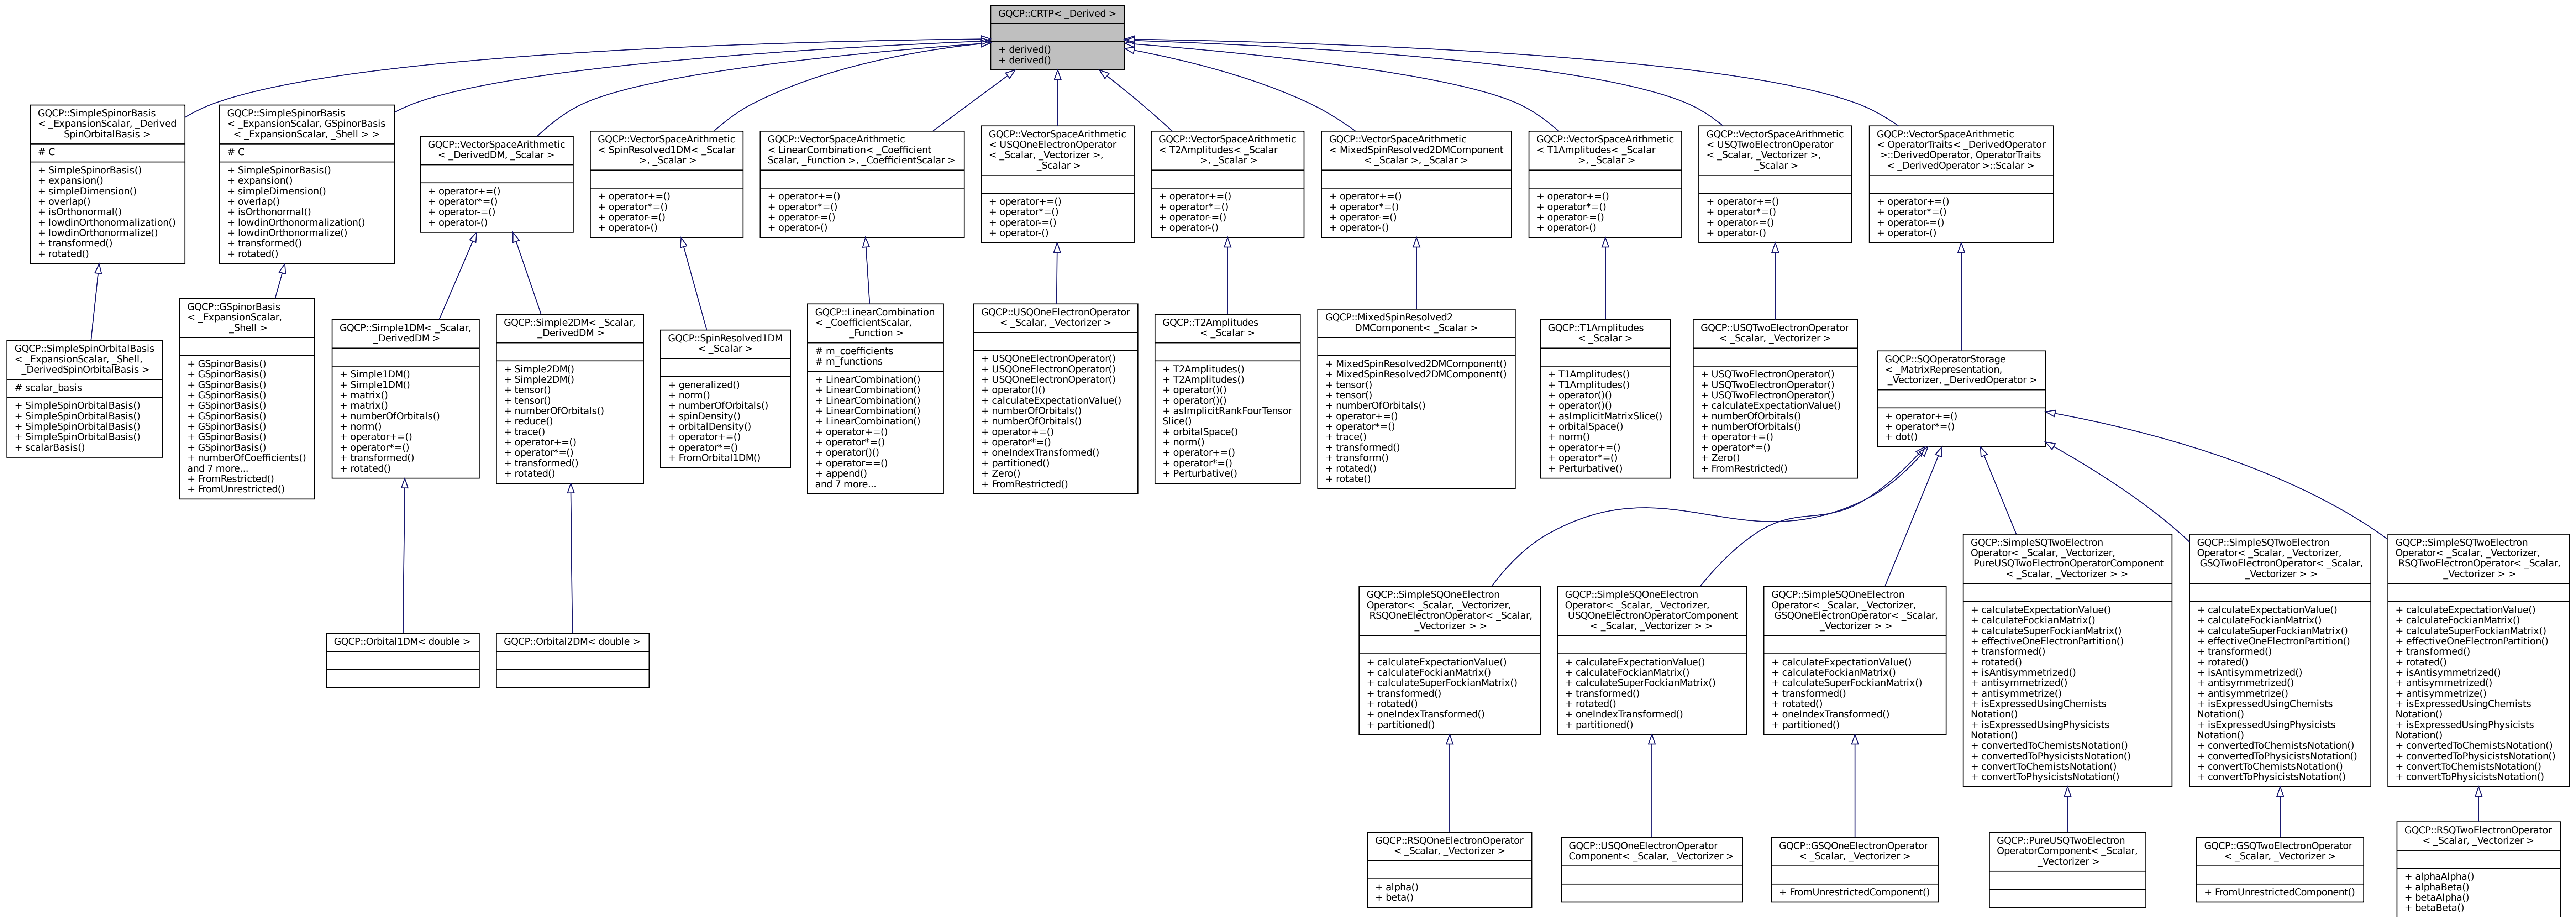 GQCP::CRTP< _Derived >
+ derived()
+ derived()
GQCP::SimpleSpinorBasis
< _ExpansionScalar, _Derived
SpinOrbitalBasis >
# C
+ SimpleSpinorBasis()
+ expansion()
+ simpleDimension()
+ overlap()
+ isOrthonormal()
+ lowdinOrthonormalization()
+ lowdinOrthonormalize()
+ transformed()
+ rotated()
GQCP::SimpleSpinorBasis
< _ExpansionScalar, GSpinorBasis
< _ExpansionScalar, _Shell > >
# C
+ SimpleSpinorBasis()
+ expansion()
+ simpleDimension()
+ overlap()
+ isOrthonormal()
+ lowdinOrthonormalization()
+ lowdinOrthonormalize()
+ transformed()
+ rotated()
GQCP::VectorSpaceArithmetic
< _DerivedDM, _Scalar >
+ operator+=()
+ operator*=()
+ operator-=()
+ operator-()
GQCP::VectorSpaceArithmetic
< SpinResolved1DM< _Scalar
>, _Scalar >
+ operator+=()
+ operator*=()
+ operator-=()
+ operator-()
GQCP::VectorSpaceArithmetic
< LinearCombination< _Coefficient
Scalar, _Function >, _CoefficientScalar >
+ operator+=()
+ operator*=()
+ operator-=()
+ operator-()
GQCP::VectorSpaceArithmetic
< USQOneElectronOperator
< _Scalar, _Vectorizer >,
_Scalar >
+ operator+=()
+ operator*=()
+ operator-=()
+ operator-()
GQCP::VectorSpaceArithmetic
< T2Amplitudes< _Scalar
>, _Scalar >
+ operator+=()
+ operator*=()
+ operator-=()
+ operator-()
GQCP::VectorSpaceArithmetic
< MixedSpinResolved2DMComponent
< _Scalar >, _Scalar >
+ operator+=()
+ operator*=()
+ operator-=()
+ operator-()
GQCP::VectorSpaceArithmetic
< T1Amplitudes< _Scalar
>, _Scalar >
+ operator+=()
+ operator*=()
+ operator-=()
+ operator-()
GQCP::VectorSpaceArithmetic
< USQTwoElectronOperator
< _Scalar, _Vectorizer >,
_Scalar >
+ operator+=()
+ operator*=()
+ operator-=()
+ operator-()
GQCP::VectorSpaceArithmetic
< OperatorTraits< _DerivedOperator
>::DerivedOperator, OperatorTraits
< _DerivedOperator >::Scalar >
+ operator+=()
+ operator*=()
+ operator-=()
+ operator-()
GQCP::SimpleSpinOrbitalBasis
< _ExpansionScalar, _Shell,
_DerivedSpinOrbitalBasis >
# scalar_basis
+ SimpleSpinOrbitalBasis()
+ SimpleSpinOrbitalBasis()
+ SimpleSpinOrbitalBasis()
+ SimpleSpinOrbitalBasis()
+ scalarBasis()
GQCP::GSpinorBasis
< _ExpansionScalar,
_Shell >
+ GSpinorBasis()
+ GSpinorBasis()
+ GSpinorBasis()
+ GSpinorBasis()
+ GSpinorBasis()
+ GSpinorBasis()
+ GSpinorBasis()
+ GSpinorBasis()
+ GSpinorBasis()
+ numberOfCoefficients()
and 7 more...
+ FromRestricted()
+ FromUnrestricted()
GQCP::Simple1DM< _Scalar,
_DerivedDM >
+ Simple1DM()
+ Simple1DM()
+ matrix()
+ matrix()
+ numberOfOrbitals()
+ norm()
+ operator+=()
+ operator*=()
+ transformed()
+ rotated()
GQCP::Simple2DM< _Scalar,
_DerivedDM >
+ Simple2DM()
+ Simple2DM()
+ tensor()
+ tensor()
+ numberOfOrbitals()
+ reduce()
+ trace()
+ operator+=()
+ operator*=()
+ transformed()
+ rotated()
GQCP::SpinResolved1DM
< _Scalar >
+ generalized()
+ norm()
+ numberOfOrbitals()
+ spinDensity()
+ orbitalDensity()
+ operator+=()
+ operator*=()
+ FromOrbital1DM()
GQCP::LinearCombination
< _CoefficientScalar,
_Function >
# m_coefficients
# m_functions
+ LinearCombination()
+ LinearCombination()
+ LinearCombination()
+ LinearCombination()
+ LinearCombination()
+ operator+=()
+ operator*=()
+ operator()()
+ operator==()
+ append()
and 7 more...
GQCP::USQOneElectronOperator
< _Scalar, _Vectorizer >
+ USQOneElectronOperator()
+ USQOneElectronOperator()
+ USQOneElectronOperator()
+ operator()()
+ calculateExpectationValue()
+ numberOfOrbitals()
+ numberOfOrbitals()
+ operator+=()
+ operator*=()
+ oneIndexTransformed()
+ partitioned()
+ Zero()
+ FromRestricted()
GQCP::T2Amplitudes
< _Scalar >
+ T2Amplitudes()
+ T2Amplitudes()
+ operator()()
+ operator()()
+ asImplicitRankFourTensor
Slice()
+ orbitalSpace()
+ norm()
+ operator+=()
+ operator*=()
+ Perturbative()
GQCP::MixedSpinResolved2
DMComponent< _Scalar >
+ MixedSpinResolved2DMComponent()
+ MixedSpinResolved2DMComponent()
+ tensor()
+ tensor()
+ numberOfOrbitals()
+ operator+=()
+ operator*=()
+ trace()
+ transformed()
+ transform()
+ rotated()
+ rotate()
GQCP::T1Amplitudes
< _Scalar >
+ T1Amplitudes()
+ T1Amplitudes()
+ operator()()
+ operator()()
+ asImplicitMatrixSlice()
+ orbitalSpace()
+ norm()
+ operator+=()
+ operator*=()
+ Perturbative()
GQCP::USQTwoElectronOperator
< _Scalar, _Vectorizer >
+ USQTwoElectronOperator()
+ USQTwoElectronOperator()
+ USQTwoElectronOperator()
+ calculateExpectationValue()
+ numberOfOrbitals()
+ numberOfOrbitals()
+ operator+=()
+ operator*=()
+ Zero()
+ FromRestricted()
GQCP::SQOperatorStorage
< _MatrixRepresentation,
_Vectorizer, _DerivedOperator >
+ operator+=()
+ operator*=()
+ dot()
GQCP::Orbital1DM< double >
GQCP::Orbital2DM< double >
GQCP::SimpleSQOneElectron
Operator< _Scalar, _Vectorizer,
RSQOneElectronOperator< _Scalar,
_Vectorizer > >
+ calculateExpectationValue()
+ calculateFockianMatrix()
+ calculateSuperFockianMatrix()
+ transformed()
+ rotated()
+ oneIndexTransformed()
+ partitioned()
GQCP::SimpleSQOneElectron
Operator< _Scalar, _Vectorizer,
USQOneElectronOperatorComponent
< _Scalar, _Vectorizer > >
+ calculateExpectationValue()
+ calculateFockianMatrix()
+ calculateSuperFockianMatrix()
+ transformed()
+ rotated()
+ oneIndexTransformed()
+ partitioned()
GQCP::SimpleSQOneElectron
Operator< _Scalar, _Vectorizer,
GSQOneElectronOperator< _Scalar,
_Vectorizer > >
+ calculateExpectationValue()
+ calculateFockianMatrix()
+ calculateSuperFockianMatrix()
+ transformed()
+ rotated()
+ oneIndexTransformed()
+ partitioned()
GQCP::SimpleSQTwoElectron
Operator< _Scalar, _Vectorizer,
PureUSQTwoElectronOperatorComponent
< _Scalar, _Vectorizer > >
+ calculateExpectationValue()
+ calculateFockianMatrix()
+ calculateSuperFockianMatrix()
+ effectiveOneElectronPartition()
+ transformed()
+ rotated()
+ isAntisymmetrized()
+ antisymmetrized()
+ antisymmetrize()
+ isExpressedUsingChemists
Notation()
+ isExpressedUsingPhysicists
Notation()
+ convertedToChemistsNotation()
+ convertedToPhysicistsNotation()
+ convertToChemistsNotation()
+ convertToPhysicistsNotation()
GQCP::SimpleSQTwoElectron
Operator< _Scalar, _Vectorizer,
GSQTwoElectronOperator< _Scalar,
_Vectorizer > >
+ calculateExpectationValue()
+ calculateFockianMatrix()
+ calculateSuperFockianMatrix()
+ effectiveOneElectronPartition()
+ transformed()
+ rotated()
+ isAntisymmetrized()
+ antisymmetrized()
+ antisymmetrize()
+ isExpressedUsingChemists
Notation()
+ isExpressedUsingPhysicists
Notation()
+ convertedToChemistsNotation()
+ convertedToPhysicistsNotation()
+ convertToChemistsNotation()
+ convertToPhysicistsNotation()
GQCP::SimpleSQTwoElectron
Operator< _Scalar, _Vectorizer,
RSQTwoElectronOperator< _Scalar,
_Vectorizer > >
+ calculateExpectationValue()
+ calculateFockianMatrix()
+ calculateSuperFockianMatrix()
+ effectiveOneElectronPartition()
+ transformed()
+ rotated()
+ isAntisymmetrized()
+ antisymmetrized()
+ antisymmetrize()
+ isExpressedUsingChemists
Notation()
+ isExpressedUsingPhysicists
Notation()
+ convertedToChemistsNotation()
+ convertedToPhysicistsNotation()
+ convertToChemistsNotation()
+ convertToPhysicistsNotation()
GQCP::RSQOneElectronOperator
< _Scalar, _Vectorizer >
+ alpha()
+ beta()
GQCP::USQOneElectronOperator
Component< _Scalar, _Vectorizer >
GQCP::GSQOneElectronOperator
< _Scalar, _Vectorizer >
+ FromUnrestrictedComponent()
GQCP::PureUSQTwoElectron
OperatorComponent< _Scalar,
_Vectorizer >
GQCP::GSQTwoElectronOperator
< _Scalar, _Vectorizer >
+ FromUnrestrictedComponent()
GQCP::RSQTwoElectronOperator
< _Scalar, _Vectorizer >
+ alphaAlpha()
+ alphaBeta()
+ betaAlpha()
+ betaBeta()